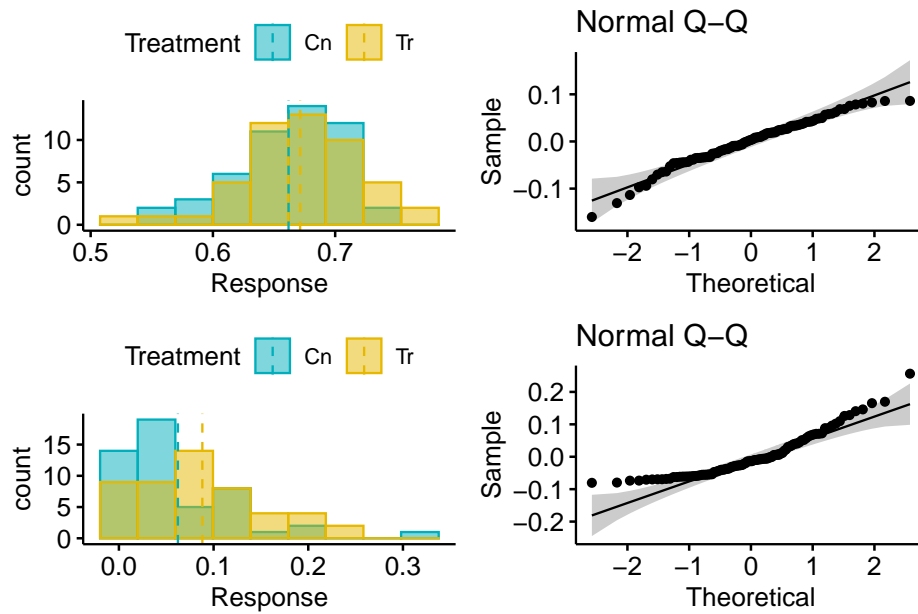 Treatment Cn Tr
count
10
5
0
0.5 0.6 0.7
Response
Normal Q−Q
Sample
0.1
0.0
−0.1
−2 −1 0 1 2
Theoretical
Treatment Cn Tr
count
15
10
5
0
0.0 0.1 0.2 0.3
Response
Normal Q−Q
Sample
0.2
0.1
0.0
−0.1
−0.2
−2 −1 0 1 2
Theoretical